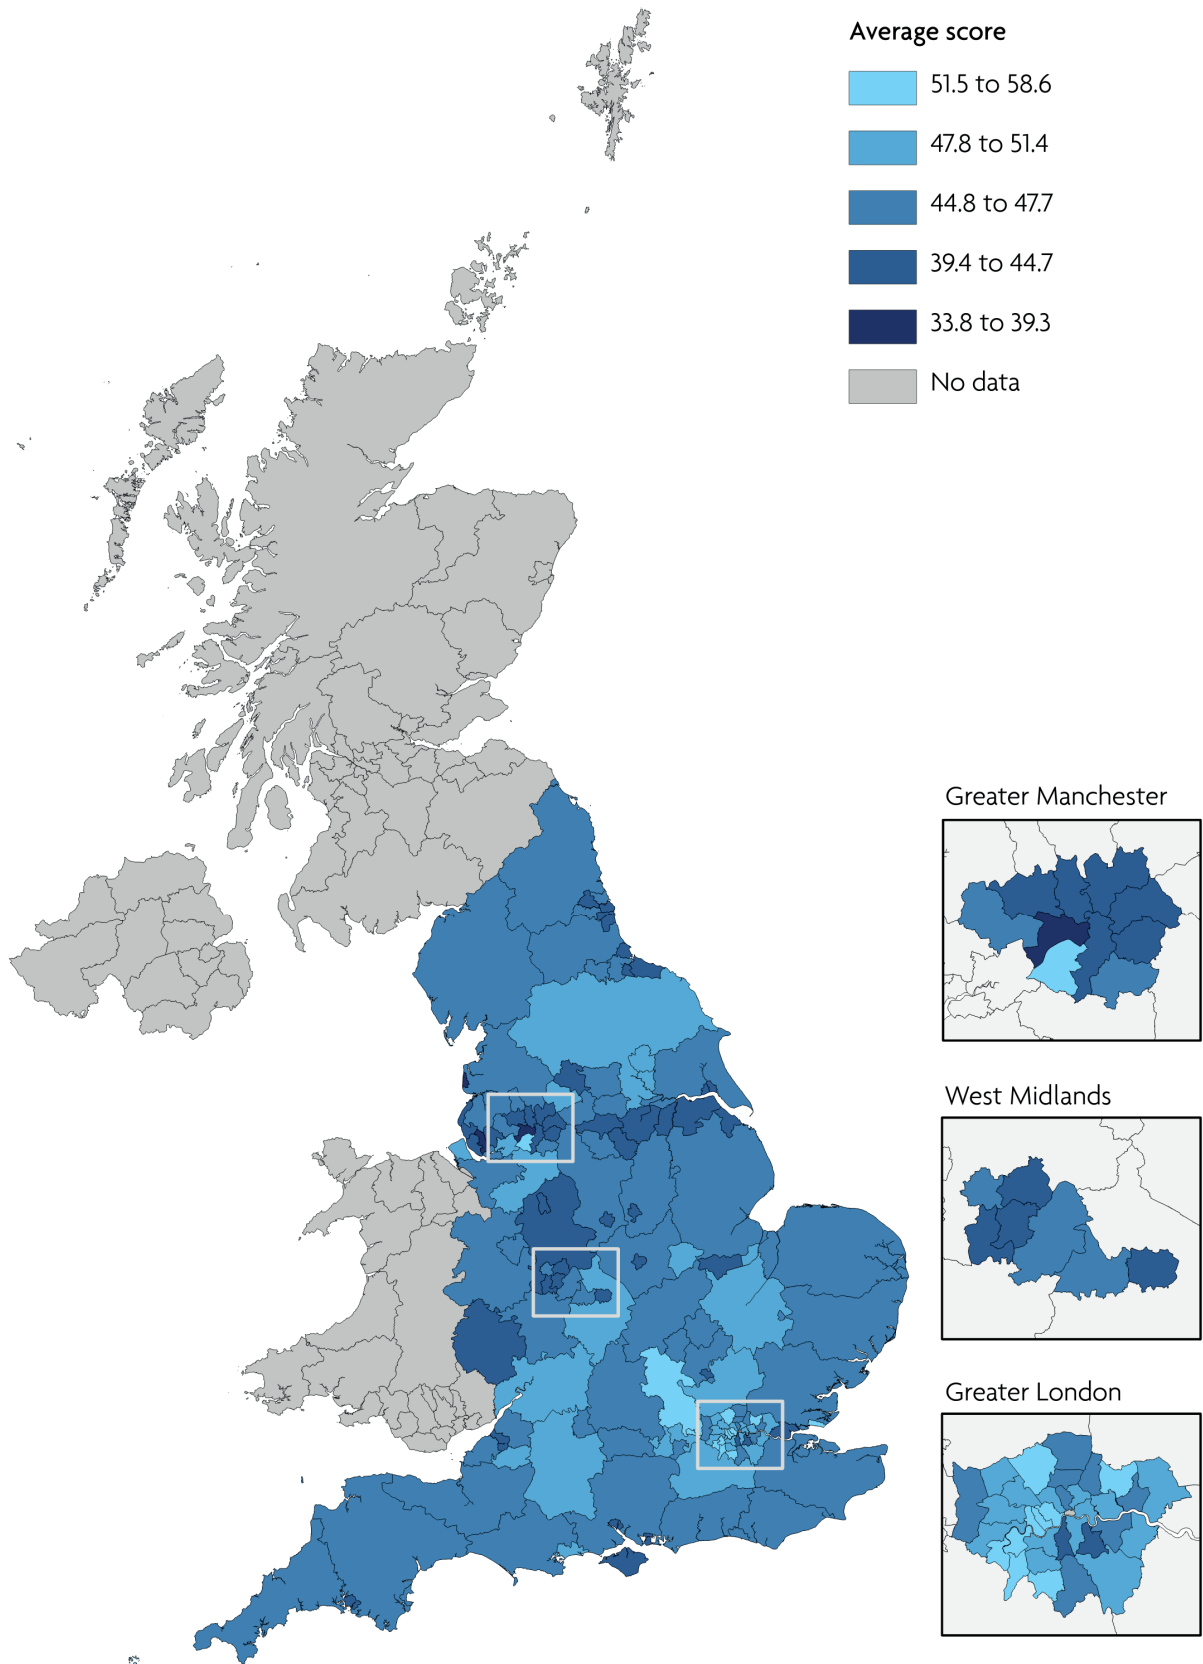 Average score
51.5 to 58.6
47.8 to 51.4
44.8 to 47.7
39.4 to 44.7
33.8 to 39.3
No data
Greater Manchester
West Midlands
Greater London